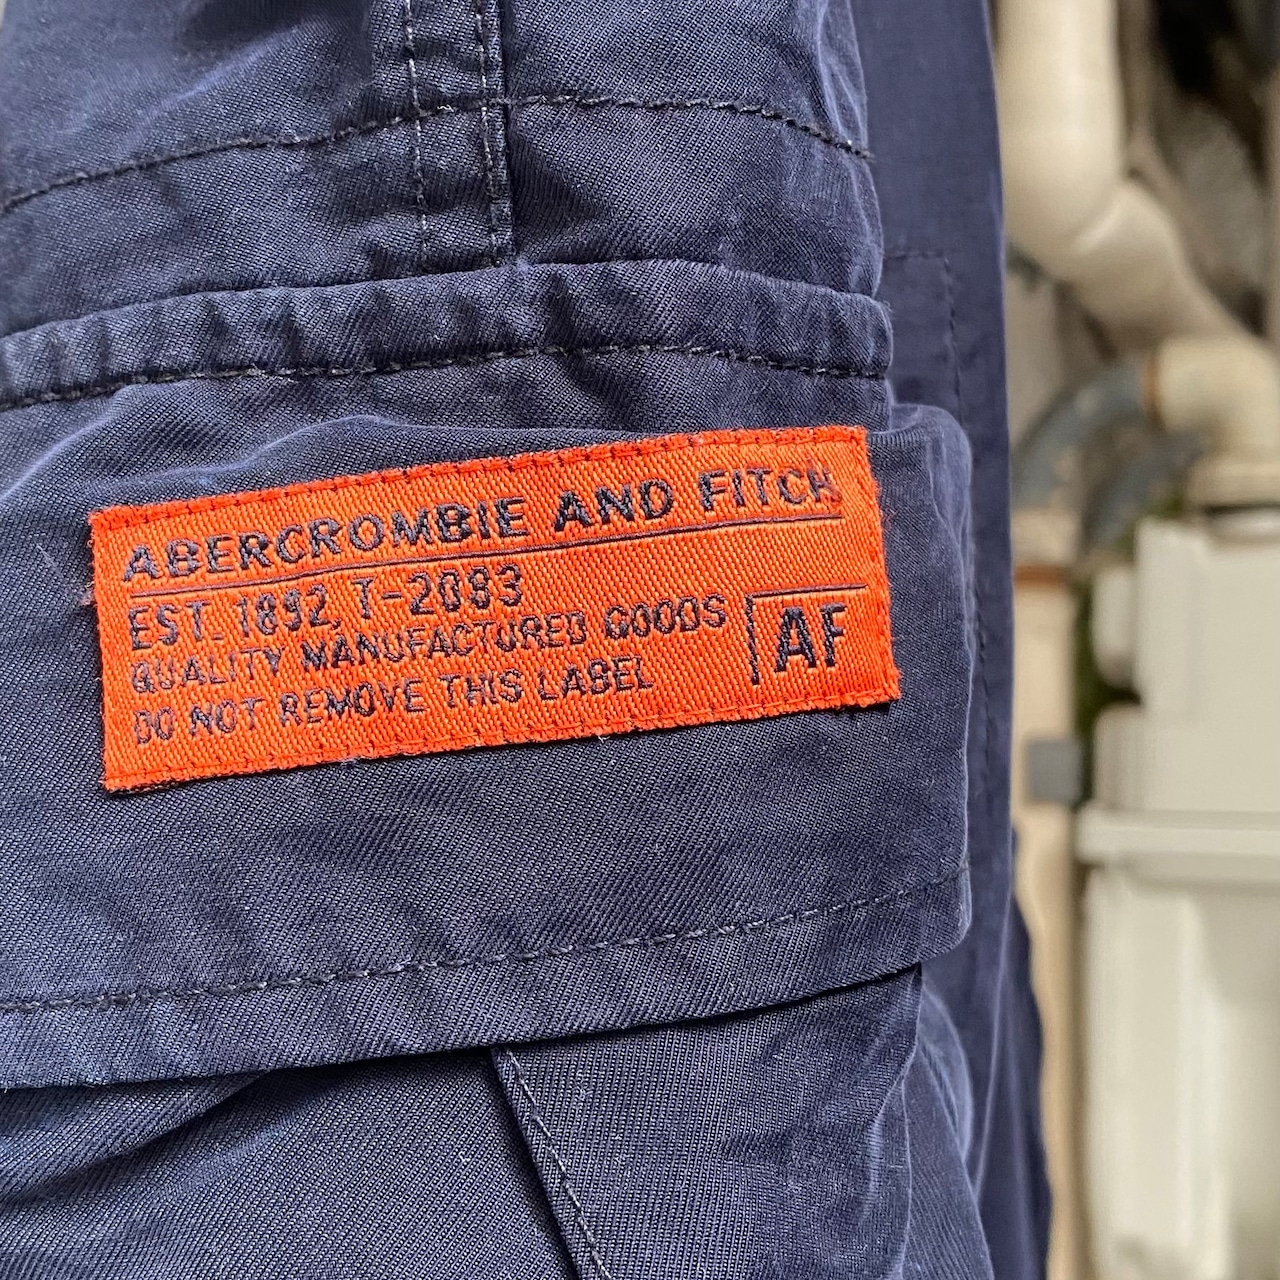 ABERCROMBIE AND FITCH
EST. 1892 T-2083
QUALITY MANUFACTURED GOODS
DO NOT REMOVE THIS LABEL
AF